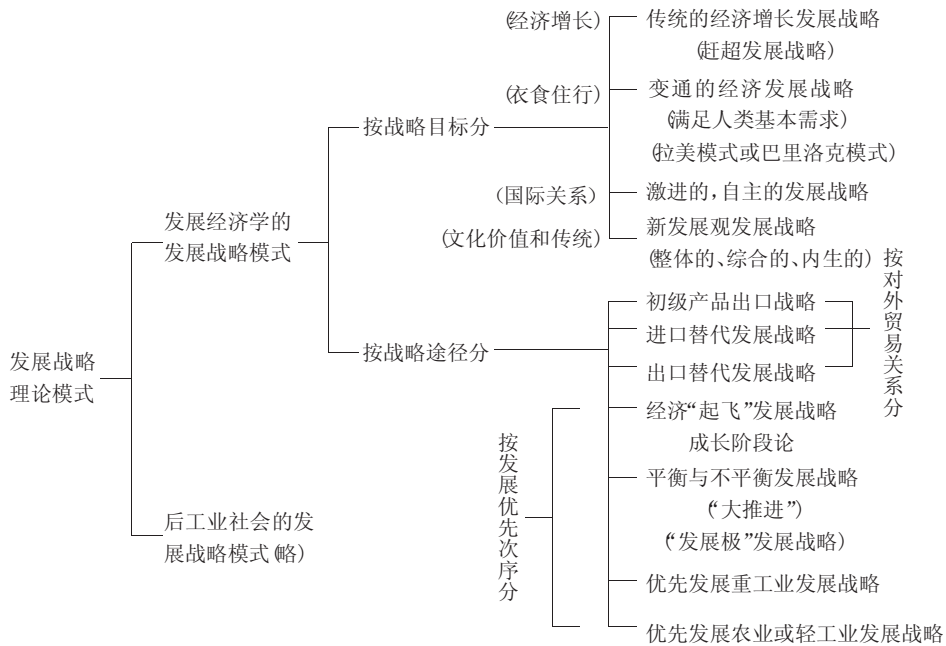 发展战略
理论模式
发展经济学的
发展战略模式
按战略目标分
(经济增长)
传统的经济增长发展战略
(赶超发展战略)
(衣食住行)
变通的经济发展战略
(满足人类基本需求)
(拉美模式或巴里洛克模式)
(国际关系)
激进的,自主的发展战略
(文化价值和传统)
新发展观发展战略
(整体的、综合的、内生的)
按战略途径分
初级产品出口战略
进口替代发展战略
出口替代发展战略
按对外贸易关系分
经济“起飞”发展战略
成长阶段论
平衡与不平衡发展战略
(“大推进”)
(“发展极”发展战略)
优先发展重工业发展战略
优先发展农业或轻工业发展战略
按发展优先次序分
后工业社会的发
展战略模式(略)